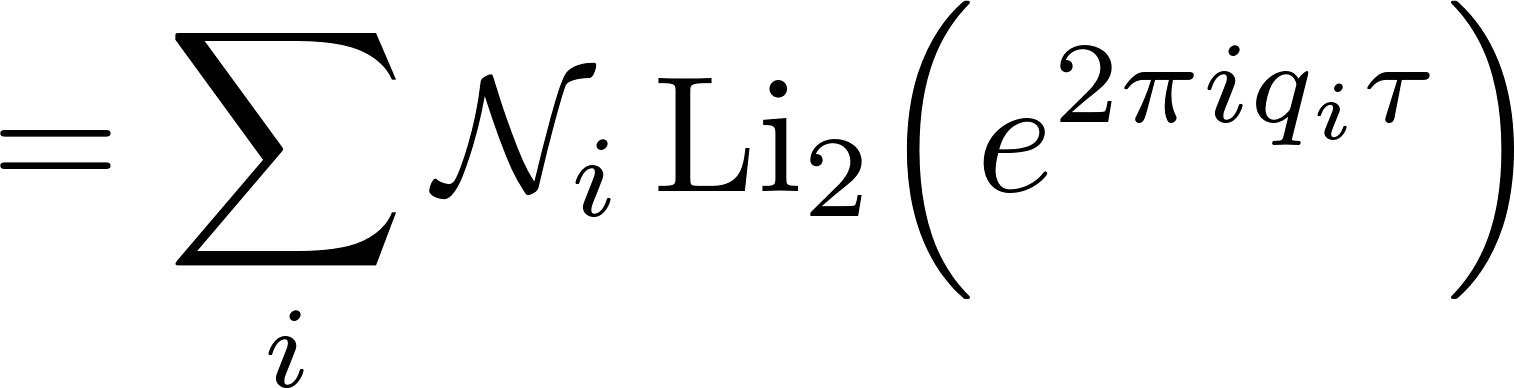 = \sum_i \mathcal{N}_i \, \mathrm{Li}_2\left(e^{2\pi i q_i \tau}\right)